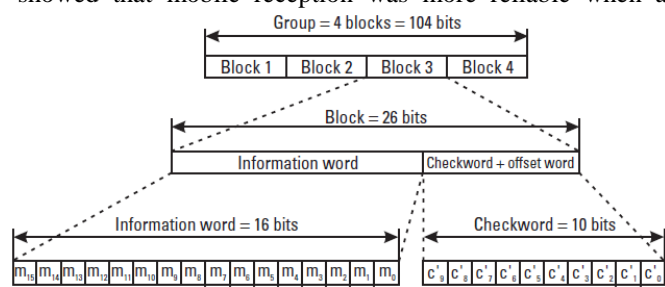 showed that mobile reception was more reliable when a
Group = 4 blocks = 104 bits
Block 1 Block 2 Block 3 Block 4
Block = 26 bits
Information word Checkword + offset word
Information word = 16 bits Checkword = 10 bits
m₁₅ m₁₄ m₁₃ m₁₂ m₁₁ m₁₀ m₉ m₈ m₇ m₆ m₅ m₄ m₃ m₂ m₁ m₀ c'₉ c'₈ c'₇ c'₆ c'₅ c'₄ c'₃ c'₂ c'₁ c'₀